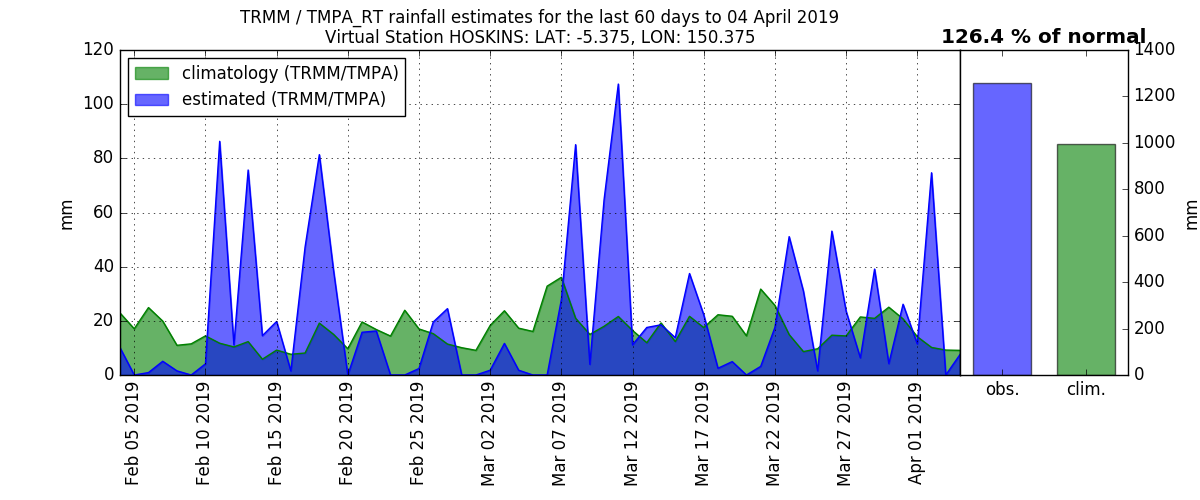 TRMM / TMPA_RT rainfall estimates for the last 60 days to 04 April 2019
Virtual Station HOSKINS: LAT: -5.375, LON: 150.375
126.4 % of normal
climatology (TRMM/TMPA)
estimated (TRMM/TMPA)
mm
120
100
80
60
40
20
0
Feb 05 2019
Feb 10 2019
Feb 15 2019
Feb 20 2019
Feb 25 2019
Mar 02 2019
Mar 07 2019
Mar 12 2019
Mar 17 2019
Mar 22 2019
Mar 27 2019
Apr 01 2019
1400
1200
1000
800
600
400
200
0
mm
obs.
clim.